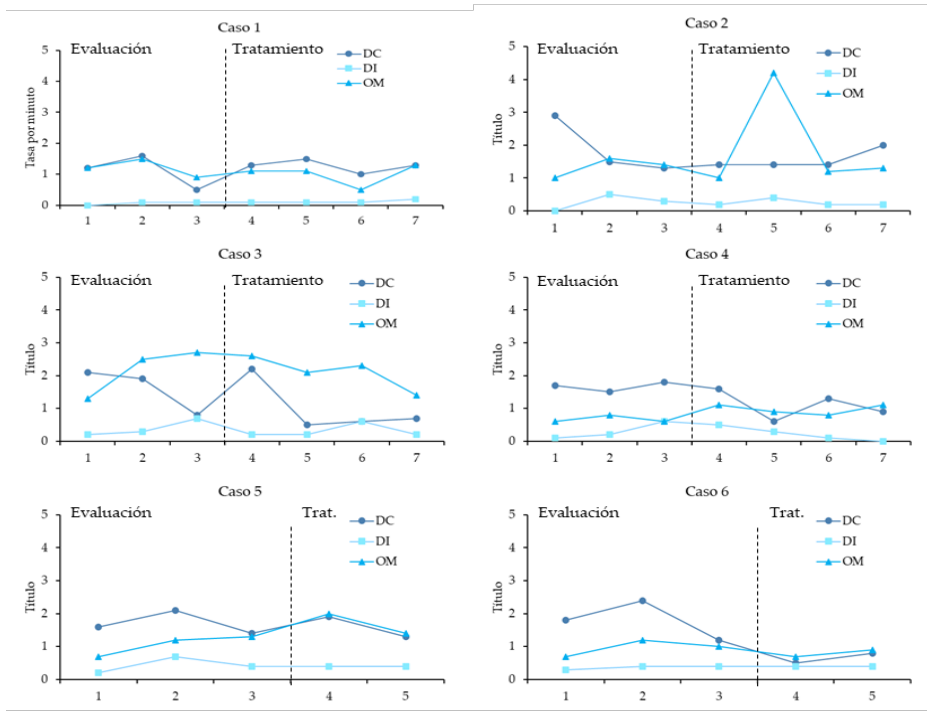 Caso 1
Evaluación Tratamiento
DC
DI
OM
Tasa por minuto
5
4
3
2
1
0
1 2 3 4 5 6 7
Caso 2
Evaluación Tratamiento
DC
DI
OM
Título
5
4
3
2
1
0
1 2 3 4 5 6 7
Caso 3
Evaluación Tratamiento
DC
DI
OM
Título
5
4
3
2
1
0
1 2 3 4 5 6 7
Caso 4
Evaluación Tratamiento
DC
DI
OM
Título
5
4
3
2
1
0
1 2 3 4 5 6 7
Caso 5
Evaluación Trat.
DC
DI
OM
Título
5
4
3
2
1
0
1 2 3 4 5
Caso 6
Evaluación Trat.
DC
DI
OM
Título
5
4
3
2
1
0
1 2 3 4 5